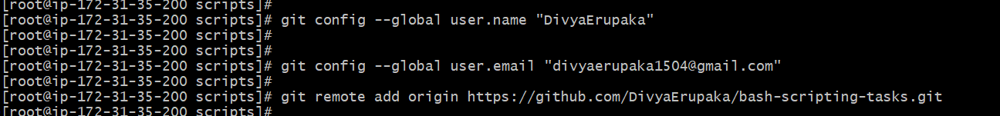 [root@ip-172-31-35-200 scripts]#
[root@ip-172-31-35-200 scripts]# git config --global user.name "DivyaErupaka"
[root@ip-172-31-35-200 scripts]#
[root@ip-172-31-35-200 scripts]#
[root@ip-172-31-35-200 scripts]# git config --global user.email "divyaerupaka1504@gmail.com"
[root@ip-172-31-35-200 scripts]#
[root@ip-172-31-35-200 scripts]# git remote add origin https://github.com/DivyaErupaka/bash-scripting-tasks.git
[root@ip-172-31-35-200 scripts]#